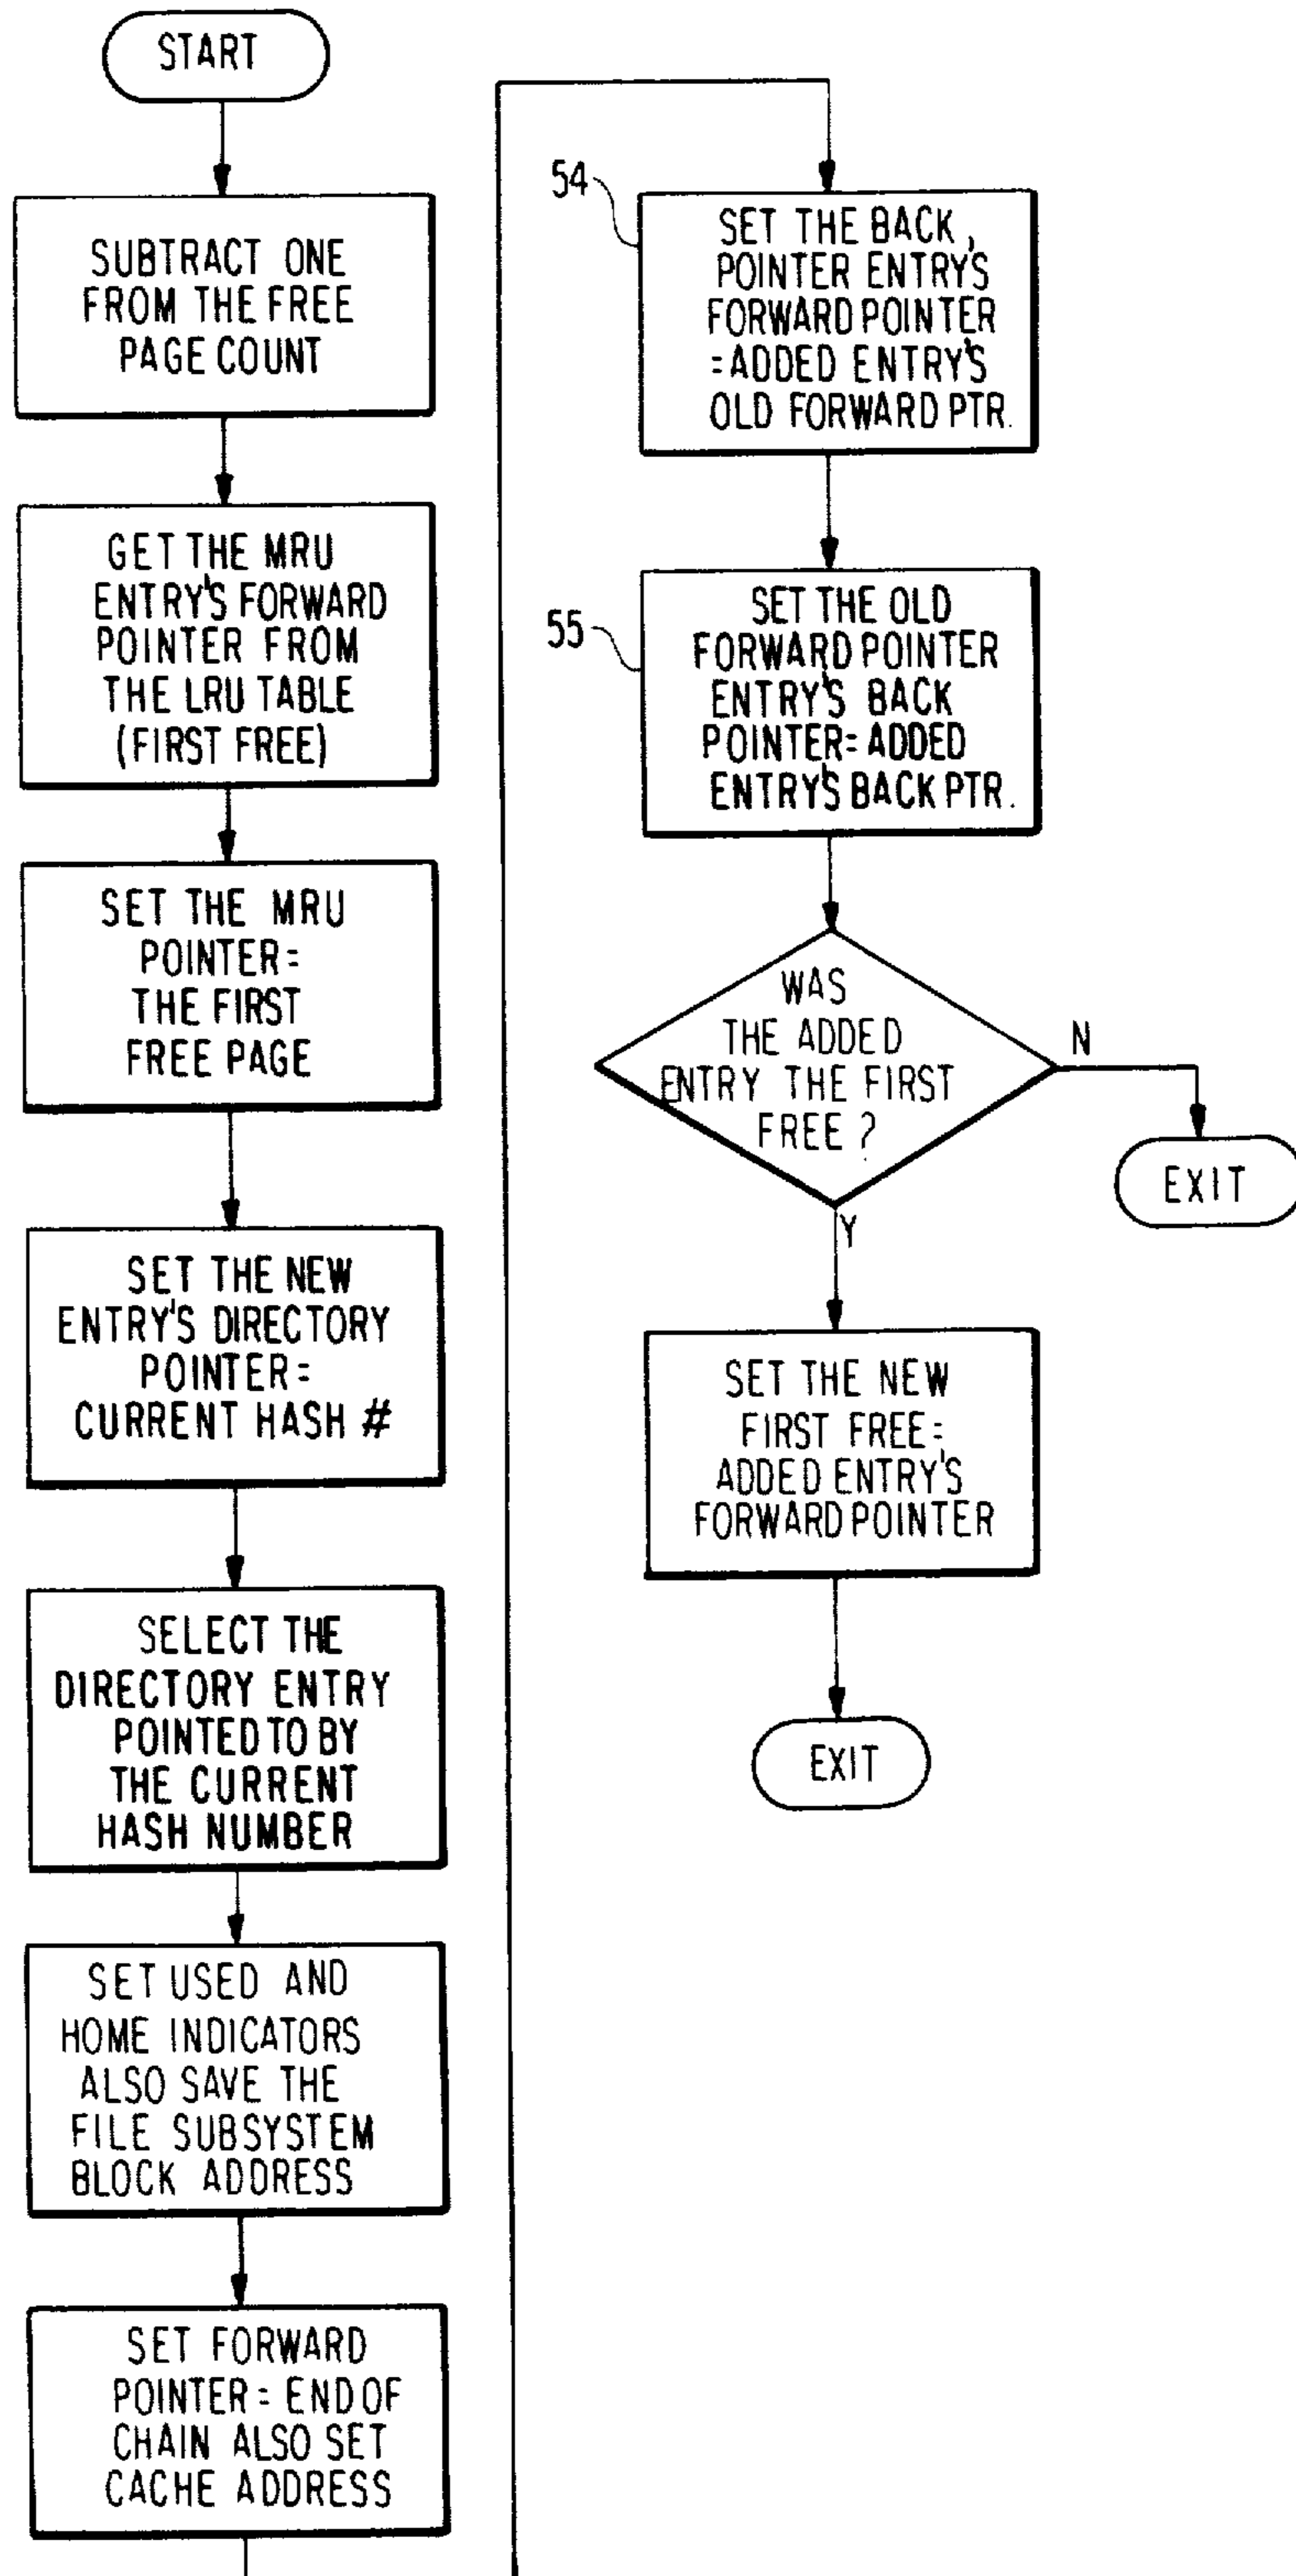 START
SUBTRACT ONE
FROM THE FREE
PAGE COUNT
GET THE MRU
ENTRY'S FORWARD
POINTER FROM
THE LRU TABLE
(FIRST FREE)
SET THE MRU
POINTER=
THE FIRST
FREE PAGE
SET THE NEW
ENTRY'S DIRECTORY
POINTER=
CURRENT HASH #
SELECT THE
DIRECTORY ENTRY
POINTED TO BY
THE CURRENT
HASH NUMBER
SET USED AND
HOME INDICATORS
ALSO SAVE THE
FILE SUBSYSTEM
BLOCK ADDRESS
SET FORWARD
POINTER = END OF
CHAIN ALSO SET
CACHE ADDRESS
54
SET THE BACK
POINTER ENTRY'S
FORWARD POINTER
=ADDED ENTRY'S
OLD FORWARD PTR.
55
SET THE OLD
FORWARD POINTER
ENTRY'S BACK
POINTER=ADDED
ENTRY'S BACK PTR.
WAS
THE ADDED
ENTRY THE FIRST
FREE?
N
EXIT
Y
SET THE NEW
FIRST FREE=
ADDED ENTRY'S
FORWARD POINTER
EXIT